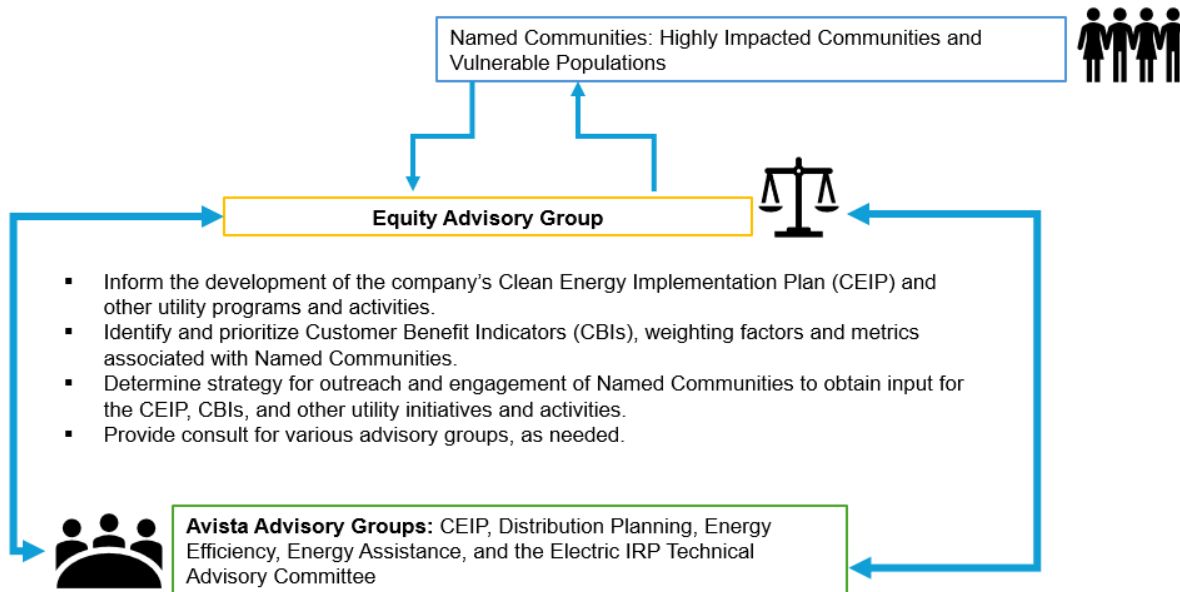 Named Communities: Highly Impacted Communities and
Vulnerable Populations
Equity Advisory Group
▪ Inform the development of the company’s Clean Energy Implementation Plan (CEIP) and
other utility programs and activities.
▪ Identify and prioritize Customer Benefit Indicators (CBIs), weighting factors and metrics
associated with Named Communities.
▪ Determine strategy for outreach and engagement of Named Communities to obtain input for
the CEIP, CBIs, and other utility initiatives and activities.
▪ Provide consult for various advisory groups, as needed.
Avista Advisory Groups: CEIP, Distribution Planning, Energy
Efficiency, Energy Assistance, and the Electric IRP Technical
Advisory Committee